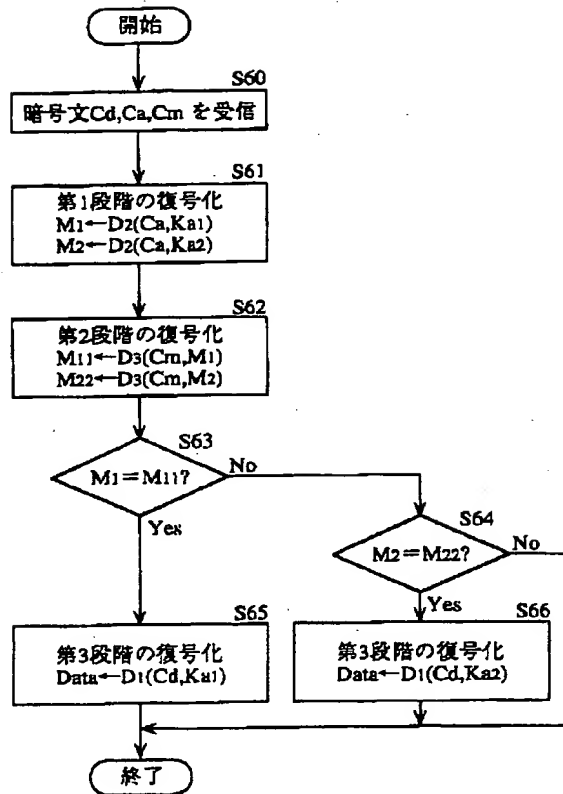 開始
S60
暗号文Cd,Ca,Cm を受信
S61
第1段階の復号化
M1←D2(Ca,Ka1)
M2←D2(Ca,Ka2)
S62
第2段階の復号化
M11←D3(Cm,M1)
M22←D3(Cm,M2)
S63
M1=M11?
No
Yes
S64
M2=M22?
No
Yes
S65
第3段階の復号化
Data←D1(Cd,Ka1)
S66
第3段階の復号化
Data←D1(Cd,Ka2)
終了